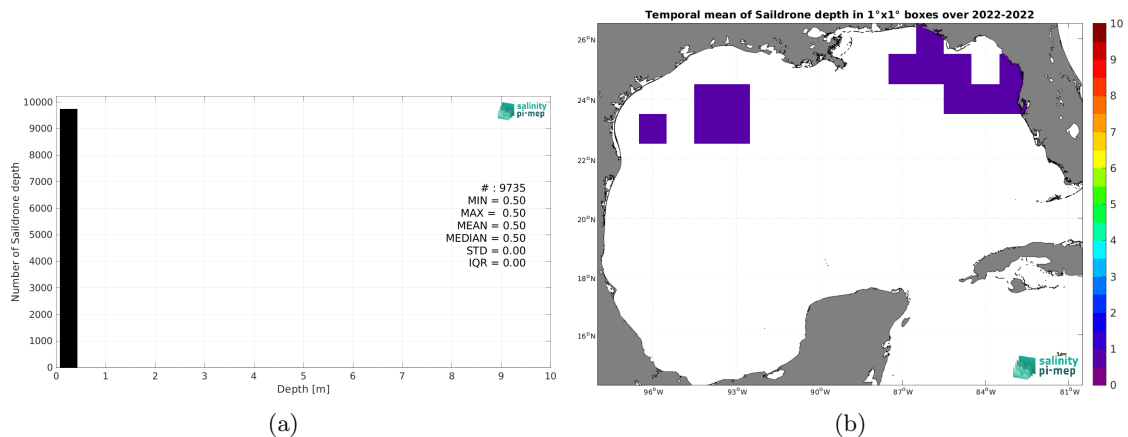 Number of Saildrone depth
10000
9000
8000
7000
6000
5000
4000
3000
2000
1000
0
0 1 2 3 4 5 6 7 8 9 10
Depth [m]
salinity
pi-mep
# : 9735
MIN = 0.50
MAX = 0.50
MEAN = 0.50
MEDIAN = 0.50
STD = 0.00
IQR = 0.00
(a)
Temporal mean of Saildrone depth in 1°x1° boxes over 2022-2022
26°N
24°N
22°N
20°N
18°N
16°N
96°W 93°W 90°W 87°W 84°W 81°W
salinity
pi-mep
10
9
8
7
6
5
4
3
2
1
0
(b)